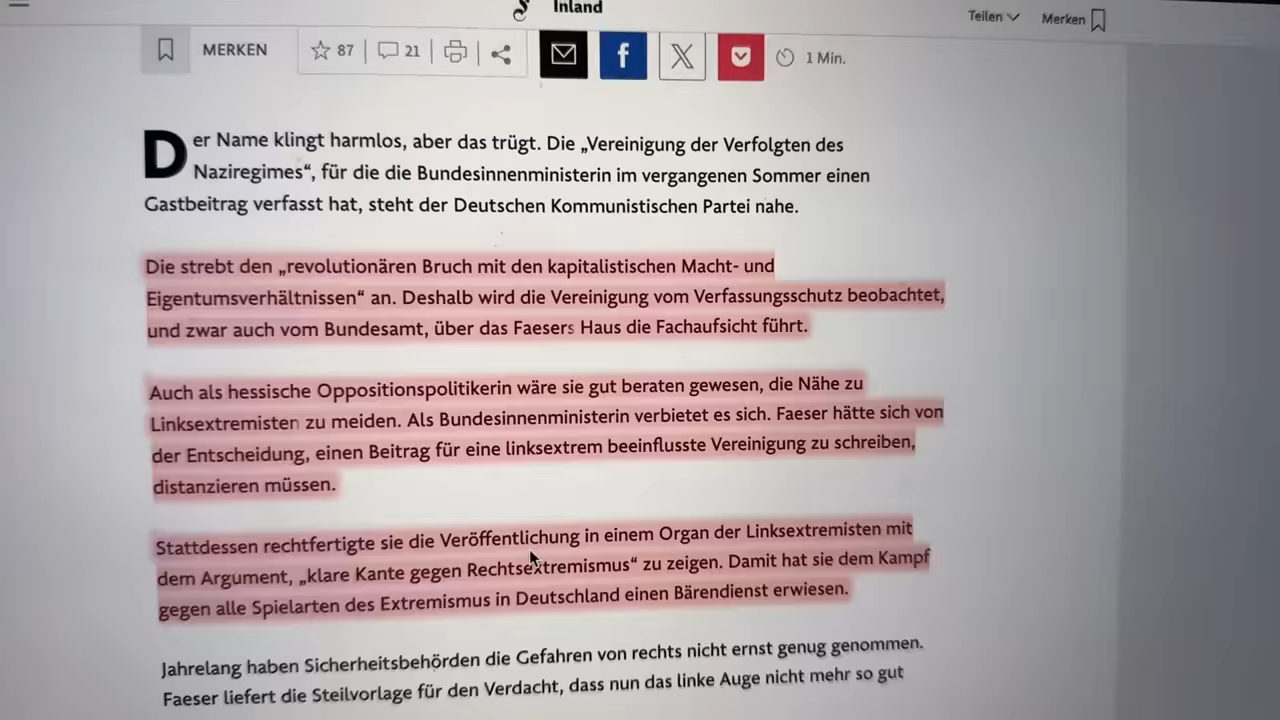 Inland
Teilen
Merken
MERKEN
87
21
f
X
1 Min.
Der Name klingt harmlos, aber das trügt. Die „Vereinigung der Verfolgten des
Naziregimes“, für die die Bundesinnenministerin im vergangenen Sommer einen
Gastbeitrag verfasst hat, steht der Deutschen Kommunistischen Partei nahe.
Die strebt den „revolutionären Bruch mit den kapitalistischen Macht- und
Eigentumsverhältnissen“ an. Deshalb wird die Vereinigung vom Verfassungsschutz beobachtet,
und zwar auch vom Bundesamt, über das Faesers Haus die Fachaufsicht führt.
Auch als hessische Oppositionspolitikerin wäre sie gut beraten gewesen, die Nähe zu
Linksextremisten zu meiden. Als Bundesinnenministerin verbietet es sich. Faeser hätte sich von
der Entscheidung, einen Beitrag für eine linksextrem beeinflusste Vereinigung zu schreiben,
distanzieren müssen.
Stattdessen rechtfertigte sie die Veröffentlichung in einem Organ der Linksextremisten mit
dem Argument, „klare Kante gegen Rechtsextremismus“ zu zeigen. Damit hat sie dem Kampf
gegen alle Spielarten des Extremismus in Deutschland einen Bärendienst erwiesen.
Jahrelang haben Sicherheitsbehörden die Gefahren von rechts nicht ernst genug genommen.
Faeser liefert die Steilvorlage für den Verdacht, dass nun das linke Auge nicht mehr so gut